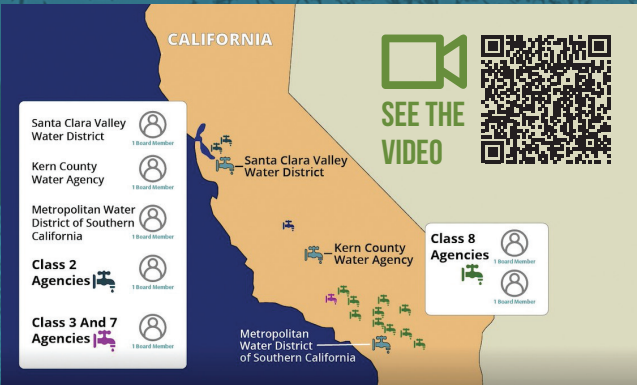 CALIFORNIA
SEE THE
VIDEO
Santa Clara Valley
Water District
1 Board Member
Kern County
Water Agency
1 Board Member
Metropolitan Water
District of Southern
California
1 Board Member
Class 2
Agencies
1 Board Member
Class 3 And 7
Agencies
1 Board Member
Santa Clara Valley
Water District
Kern County
Water Agency
Metropolitan
Water District
of Southern California
Class 8
Agencies
1 Board Member
1 Board Member